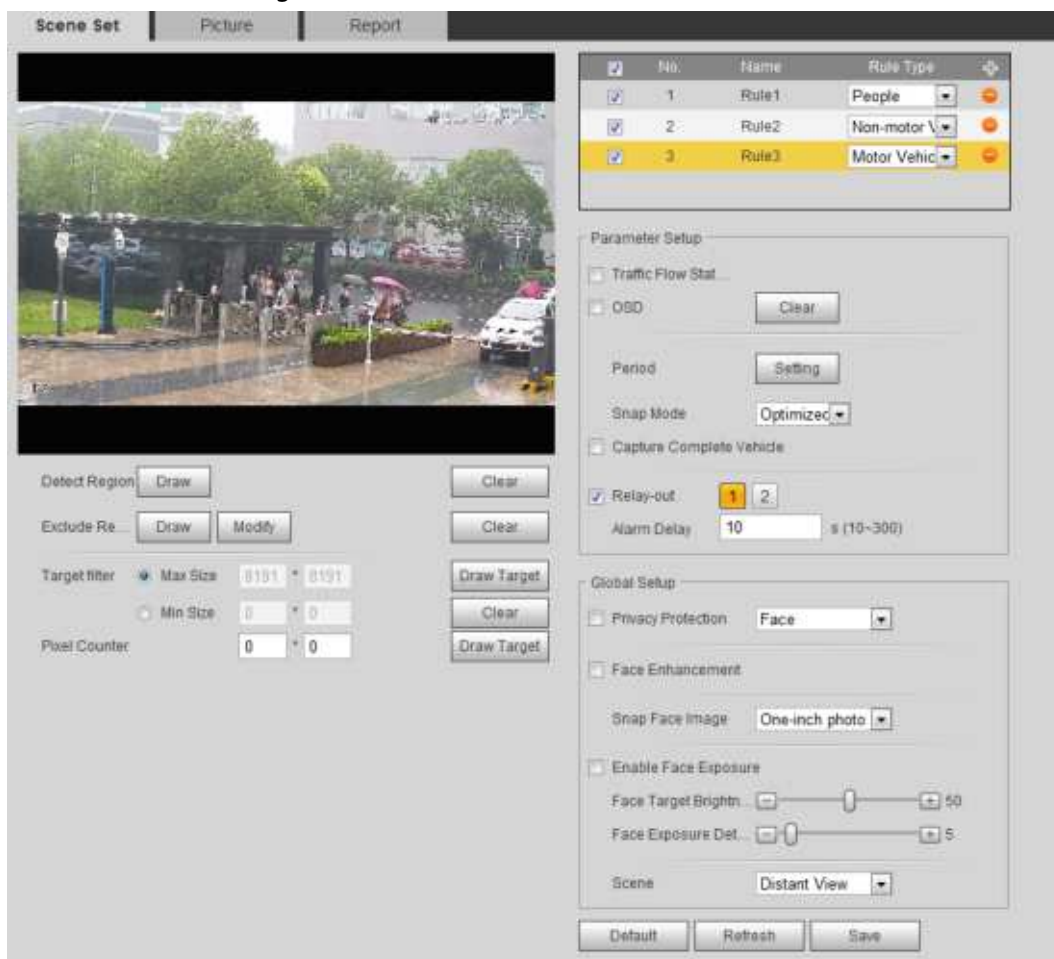 Scene Set Picture Report
No. Name Rule Type
1 Rule1 People
2 Rule2 Non-motor V
3 Rule3 Motor Vehic
Parameter Setup
Traffic Flow Stat...
OSD Clear
Period Setting
Snap Mode Optimized
Capture Complete Vehicle
Relay-out 1 2
Alarm Delay 10 s (10~300)
Detect Region Draw Clear
Exclude Re... Draw Modify Clear
Target filter Max Size 8191 * 8191 Draw Target
Min Size 0 * 0 Clear
Pixel Counter 0 * 0 Draw Target
Global Setup
Privacy Protection Face
Face Enhancement
Snap Face Image One-inch photo
Enable Face Exposure
Face Target Brightn... 50
Face Exposure Det... 5
Scene Distant View
Default Refresh Save